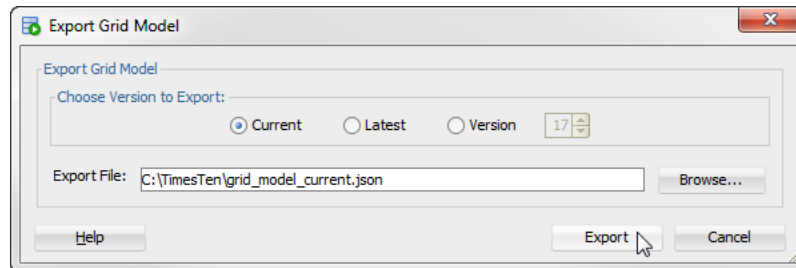 Export Grid Model
Export Grid Model
Choose Version to Export:
Current Latest Version 17
Export File: C:\TimesTen\grid_model_current.json Browse...
Help Export Cancel